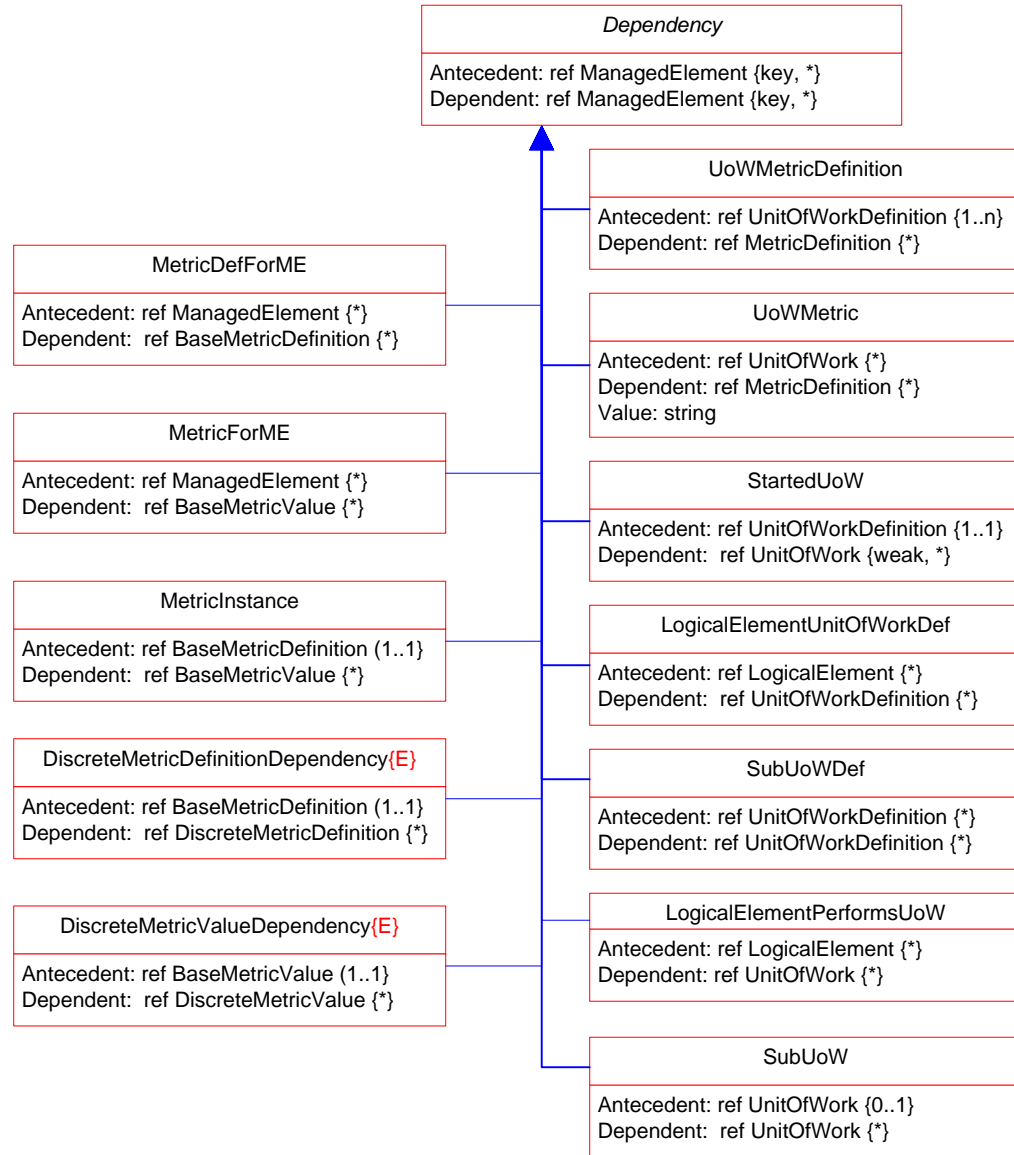 Dependency
Antecedent: ref ManagedElement {key, *}
Dependent: ref ManagedElement {key, *}
UoWMetricDefinition
Antecedent: ref UnitOfWorkDefinition {1..n}
Dependent: ref MetricDefinition {*}
MetricDefForME
Antecedent: ref ManagedElement {*}
Dependent:  ref BaseMetricDefinition {*}
UoWMetric
Antecedent: ref UnitOfWork {*}
Dependent: ref MetricDefinition {*}
Value: string
MetricForME
Antecedent: ref ManagedElement {*}
Dependent:  ref BaseMetricValue {*}
StartedUoW
Antecedent: ref UnitOfWorkDefinition {1..1}
Dependent:  ref UnitOfWork {weak, *}
MetricInstance
Antecedent: ref BaseMetricDefinition (1..1}
Dependent:  ref BaseMetricValue {*}
LogicalElementUnitOfWorkDef
Antecedent: ref LogicalElement {*}
Dependent:  ref UnitOfWorkDefinition {*}
DiscreteMetricDefinitionDependency{E}
Antecedent: ref BaseMetricDefinition (1..1}
Dependent:  ref DiscreteMetricDefinition {*}
SubUoWDef
Antecedent: ref UnitOfWorkDefinition {*}
Dependent: ref UnitOfWorkDefinition {*}
DiscreteMetricValueDependency{E}
Antecedent: ref BaseMetricValue (1..1}
Dependent:  ref DiscreteMetricValue {*}
LogicalElementPerformsUoW
Antecedent: ref LogicalElement {*}
Dependent:  ref UnitOfWork {*}
SubUoW
Antecedent: ref UnitOfWork {0..1}
Dependent:  ref UnitOfWork {*}